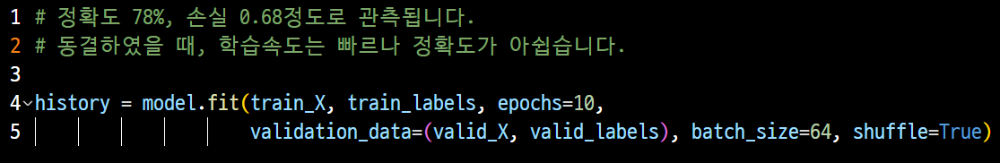 1 # 정확도 78%, 손실 0.68정도로 관측됩니다.
2 # 동결하였을 때, 학습속도는 빠르나 정확도가 아쉽습니다.
3
4 history = model.fit(train_X, train_labels, epochs=10,
5 validation_data=(valid_X, valid_labels), batch_size=64, shuffle=True)